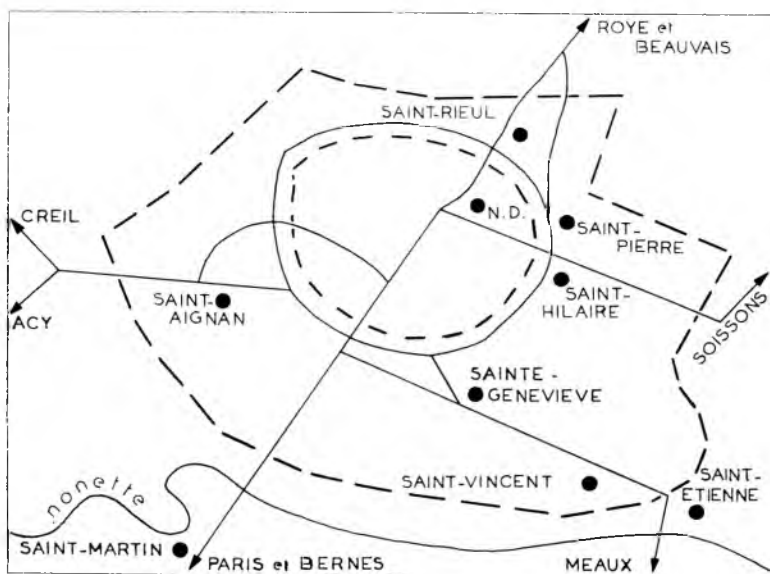 ROYE et
BEAUVAIS
SAINT-RIEUL
N.D.
SAINT-
PIERRE
CREIL
SAINT-
AIGNAN
SAINT-
HILAIRE
ACY
SOISSONS
SAINTE-
GENEVIEVE
nonette
SAINT-VINCENT
SAINT-
ETIENNE
SAINT-MARTIN
PARIS et BERNES
MEAUX